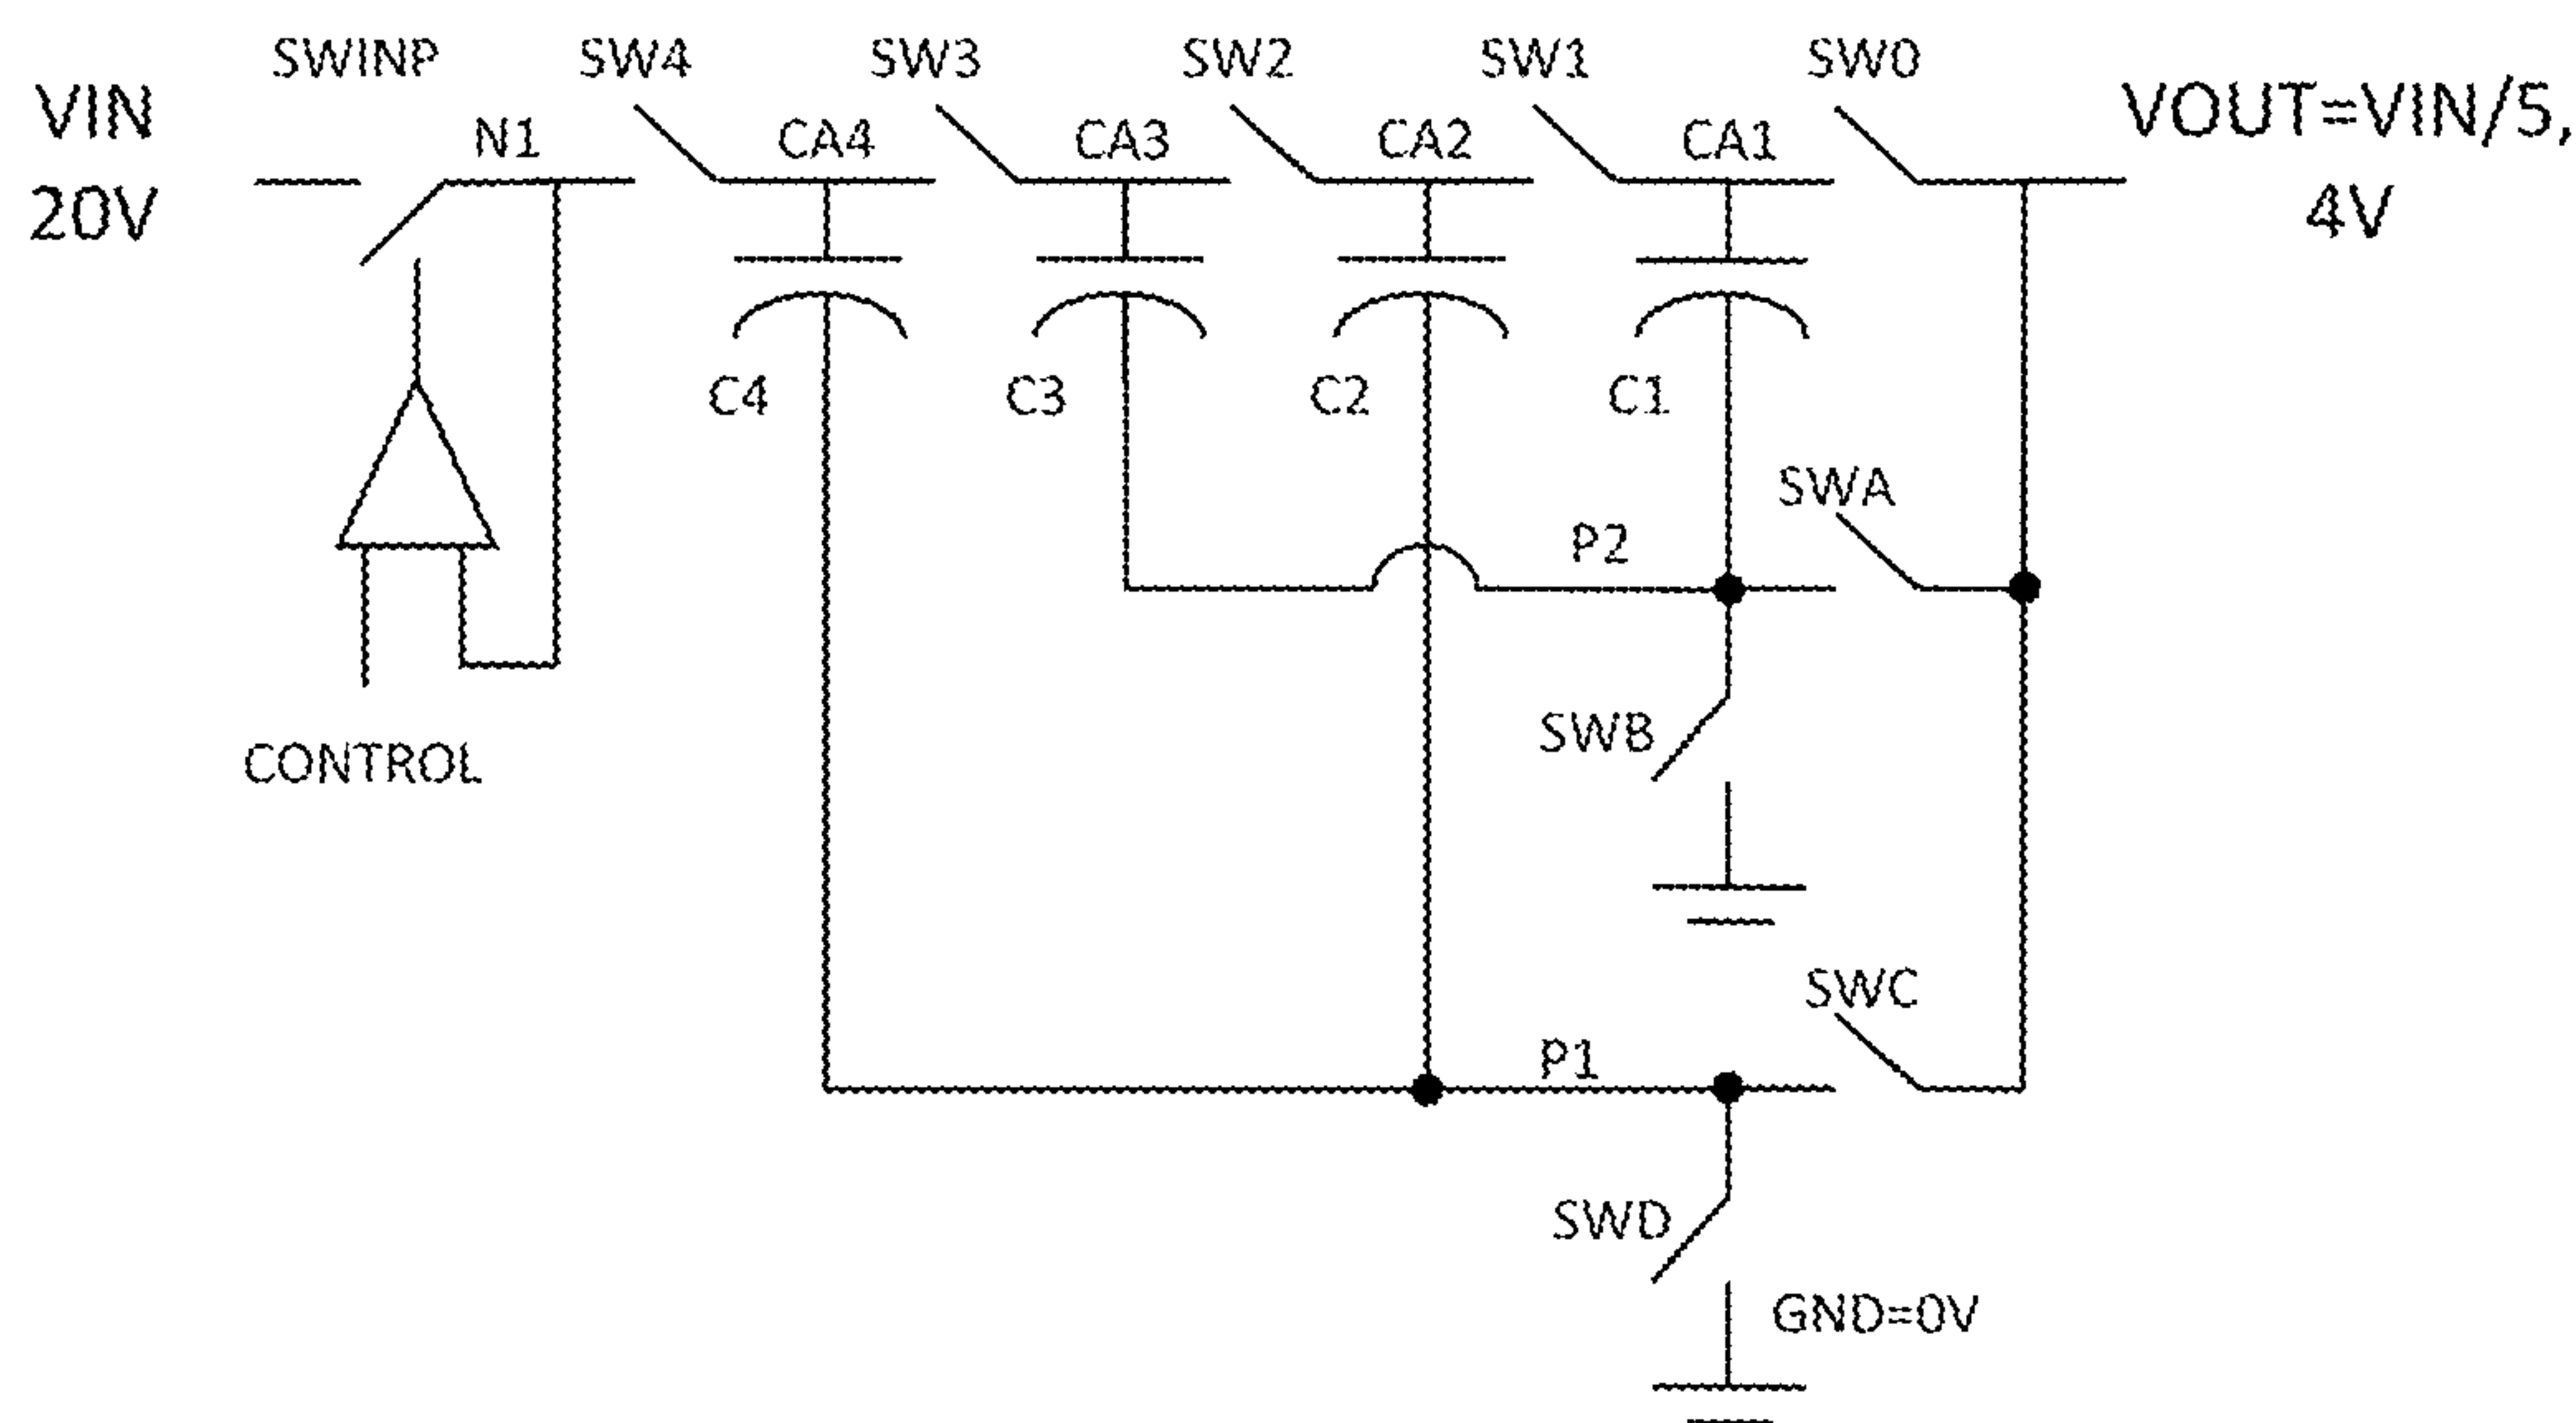 SWINP
SW4
SW3
SW2
SW1
SW0
VIN
20V
N1
CA4
CA3
CA2
CA1
VOUT=VIN/5,
4V
C4
C3
C2
C1
SWA
P2
SWB
CONTROL
SWC
P1
SWD
GND=0V